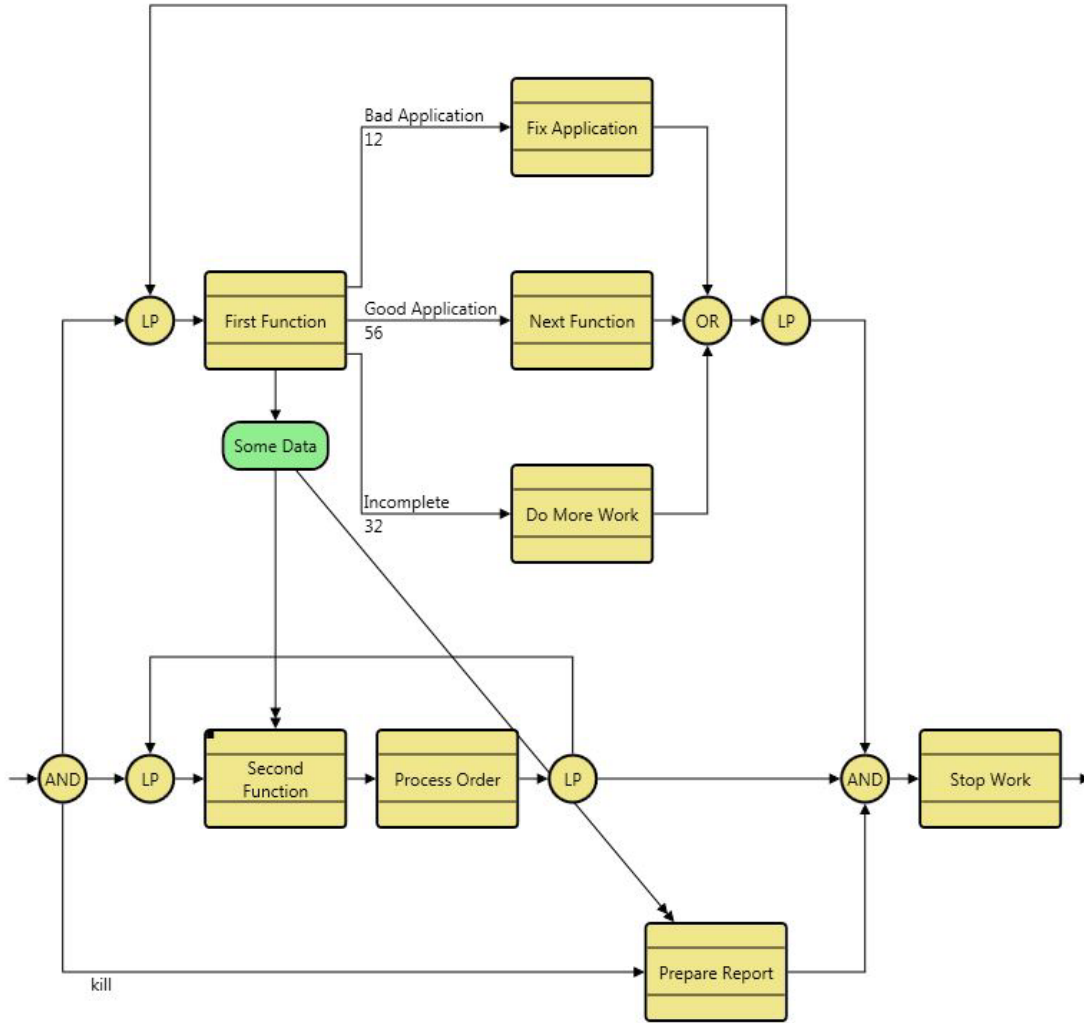 Bad Application
12
Fix Application
LP
First Function
Good Application
56
Next Function
OR
LP
Some Data
Incomplete
32
Do More Work
AND
LP
Second
Function
Process Order
LP
AND
Stop Work
Prepare Report
kill